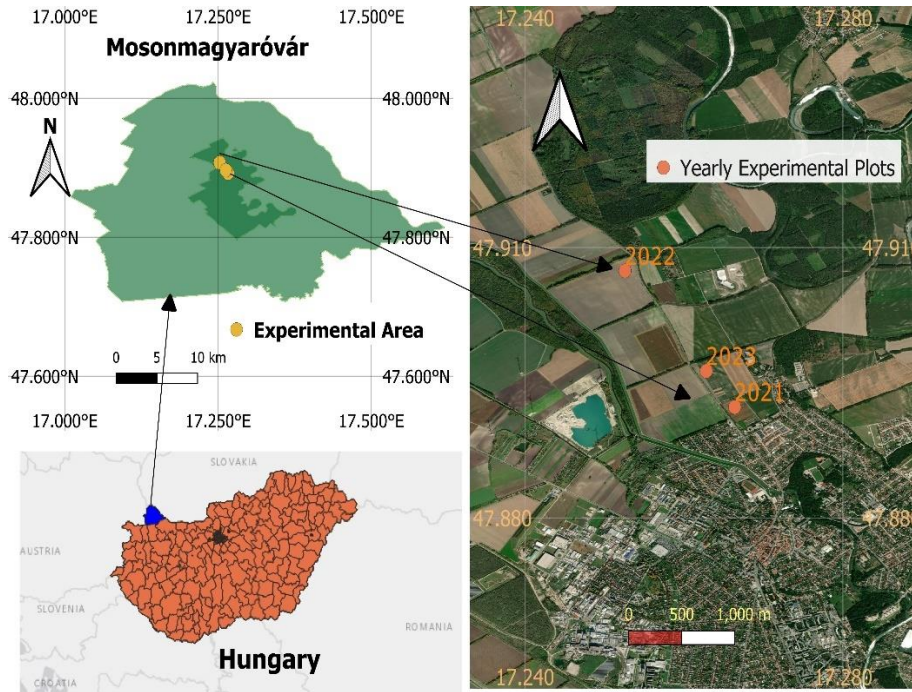 17.000°E 17.250°E 17.500°E
Mosonmagyaróvár
48.000°N 48.000°N
N
47.800°N 47.800°N
Experimental Area
0 5 10 km
47.600°N 47.600°N
17.000°E 17.250°E 17.500°E
SLOVAKIA
AUSTRIA
SLOVENIA
ROMANIA
Hungary
CROATIA
17.240 17.280
Yearly Experimental Plots
47.910 47.910
2022
2023
2021
47.880 47.880
0 500 1,000 m
17.240 17.280